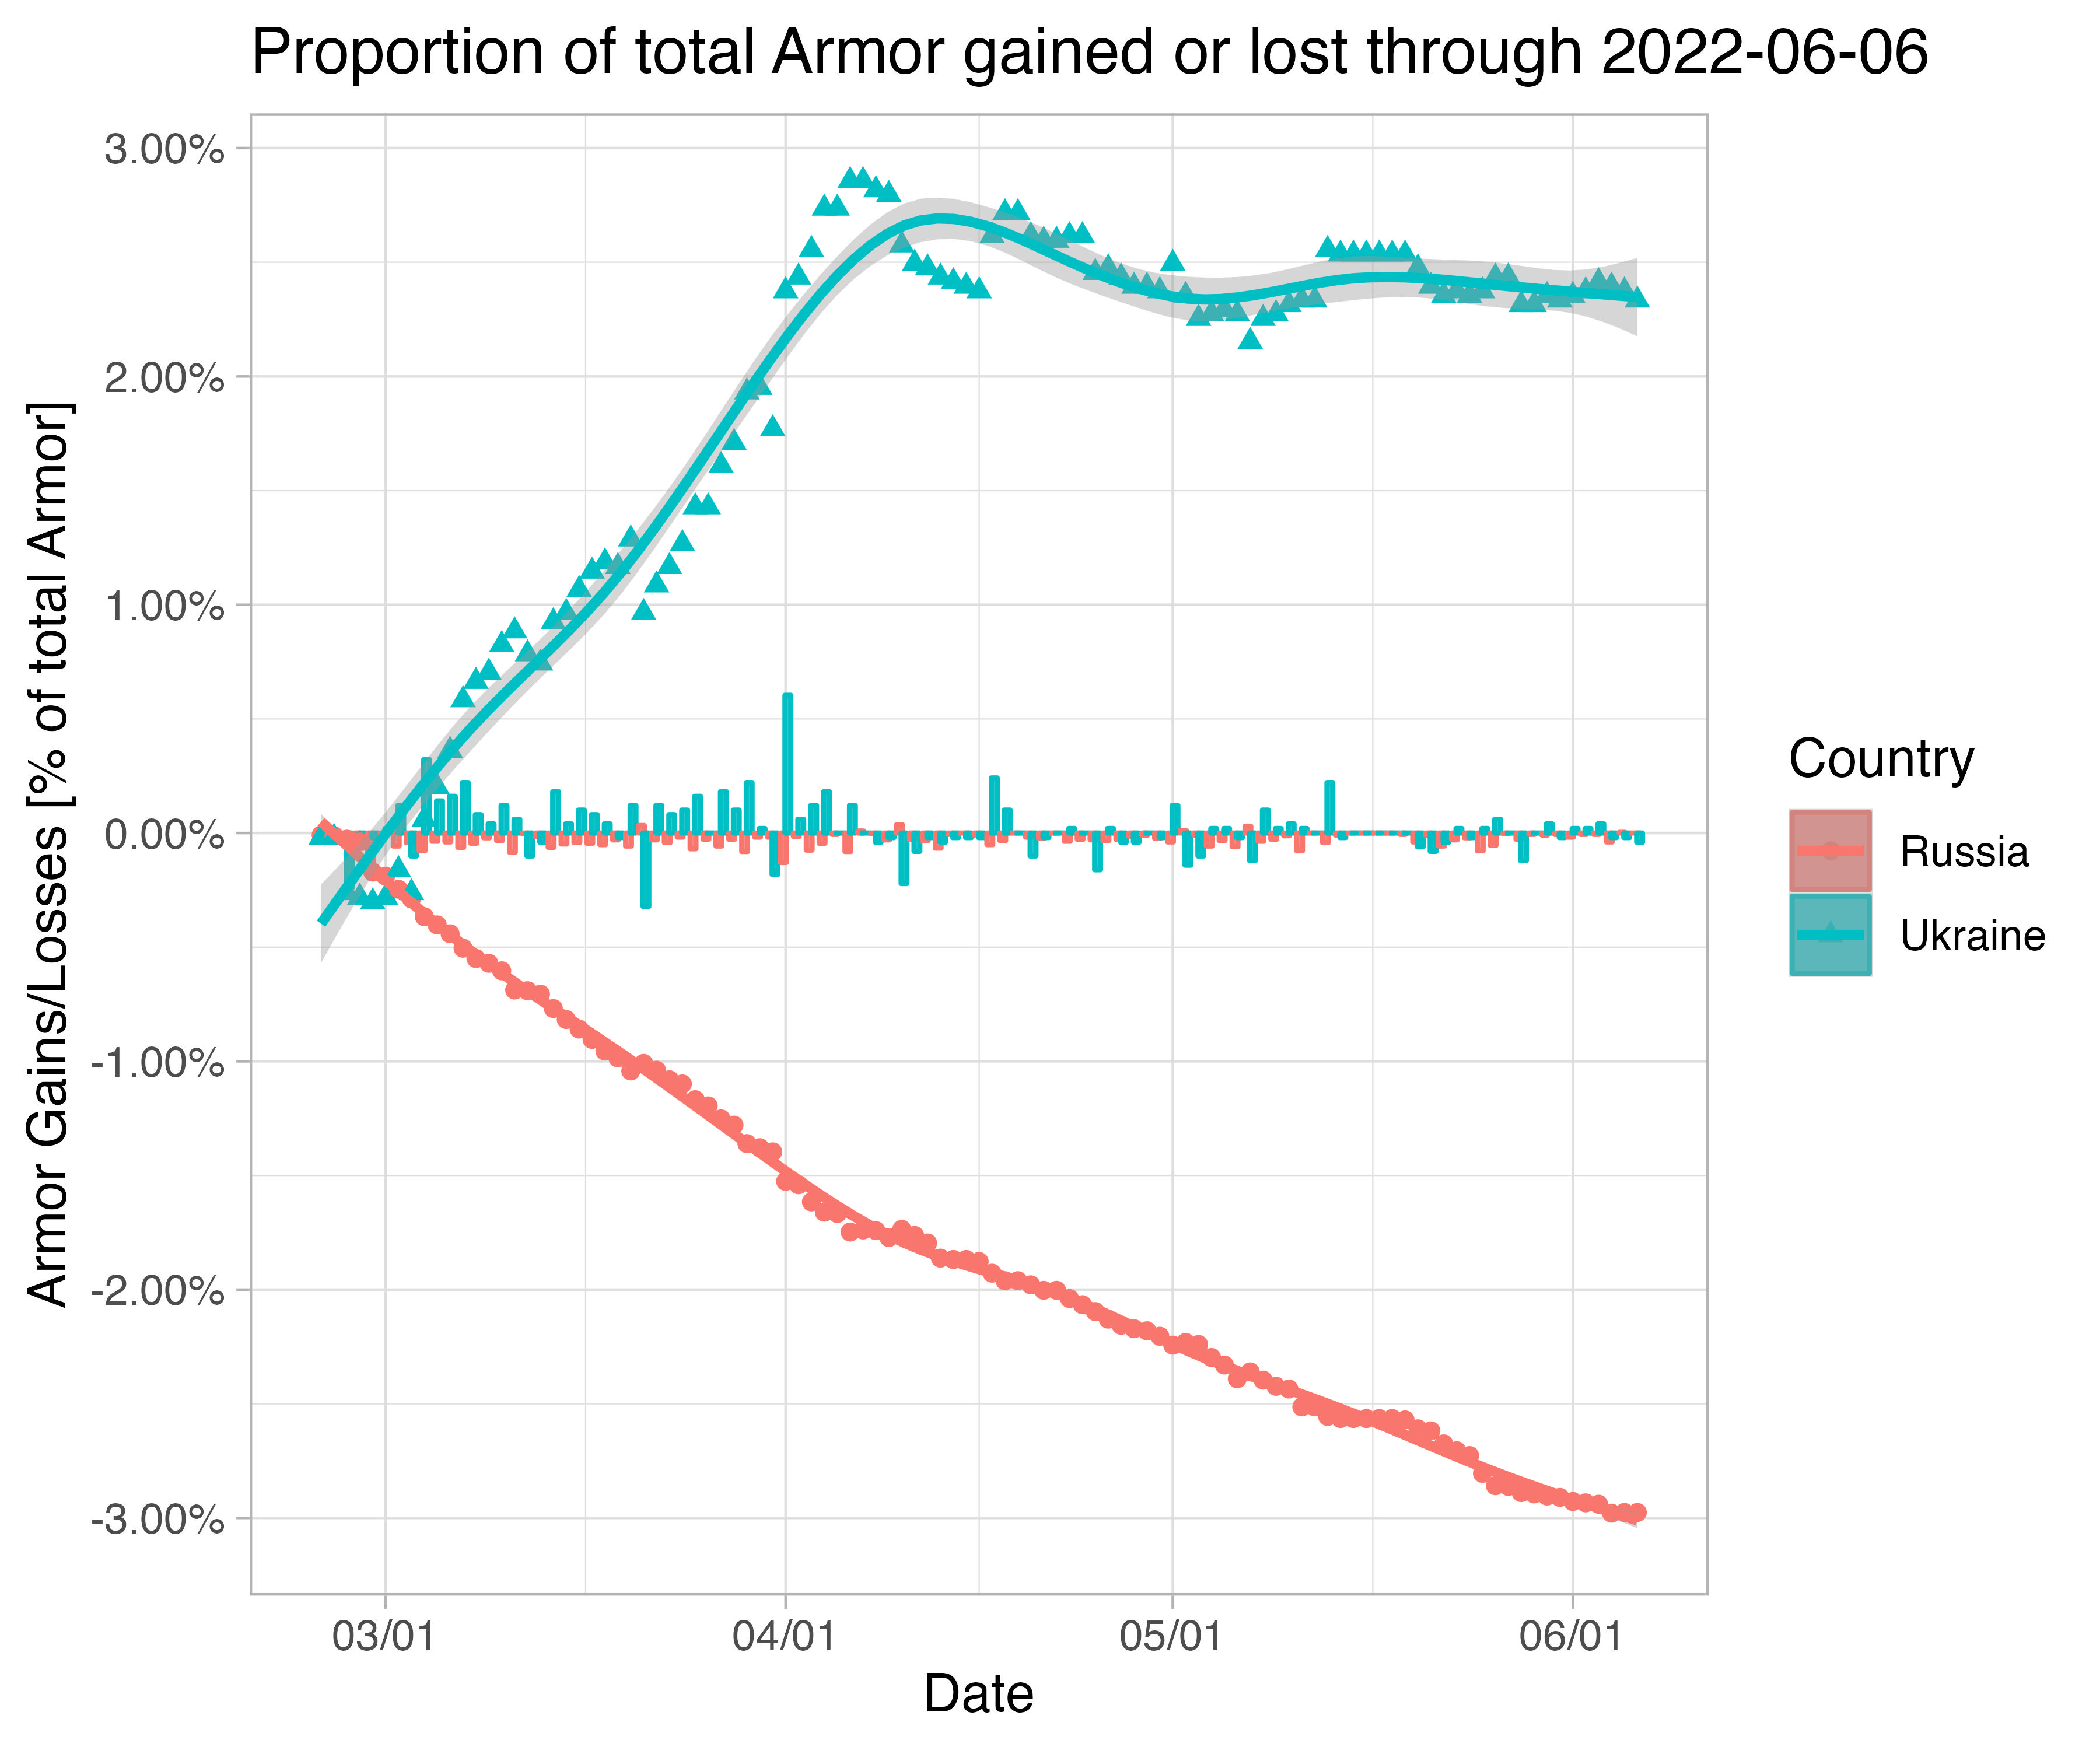 Proportion of total Armor gained or lost through 2022-06-06
Armor Gains/Losses [% of total Armor]
3.00%
2.00%
1.00%
0.00%
-1.00%
-2.00%
-3.00%
03/01
04/01
05/01
06/01
Date
Country
Russia
Ukraine